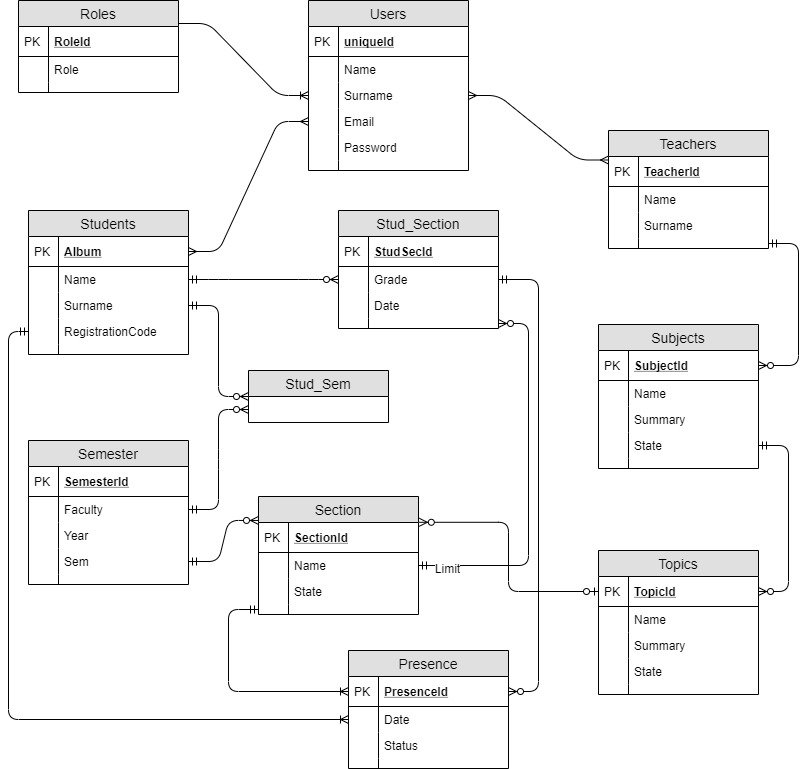 Roles
PK RoleId
Role
Users
PK uniqueId
Name
Surname
Email
Password
Teachers
PK TeacherId
Name
Surname
Students
PK Album
Name
Surname
RegistrationCode
Stud_Section
PK StudSecId
Grade
Date
Subjects
PK SubjectId
Name
Summary
State
Stud_Sem
Semester
PK SemesterId
Faculty
Year
Sem
Section
PK SectionId
Name
State
Limit
Topics
PK TopicId
Name
Summary
State
Presence
PK PresenceId
Date
Status